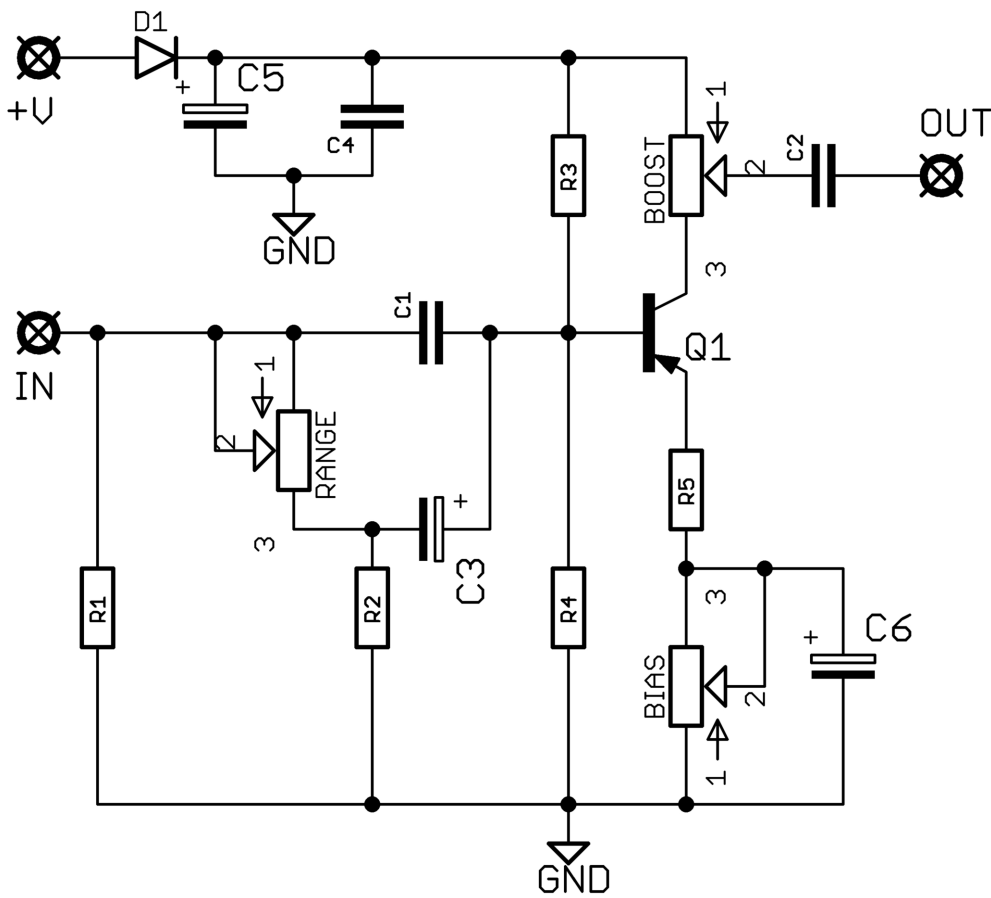 D1
+V
+
C5
C4
GND
R3
BOOST
1
2
3
C2
OUT
IN
C1
1
2
3
RANGE
Q1
+
C3
R1
R2
R4
R5
3
BIAS
2
1
+
C6
GND